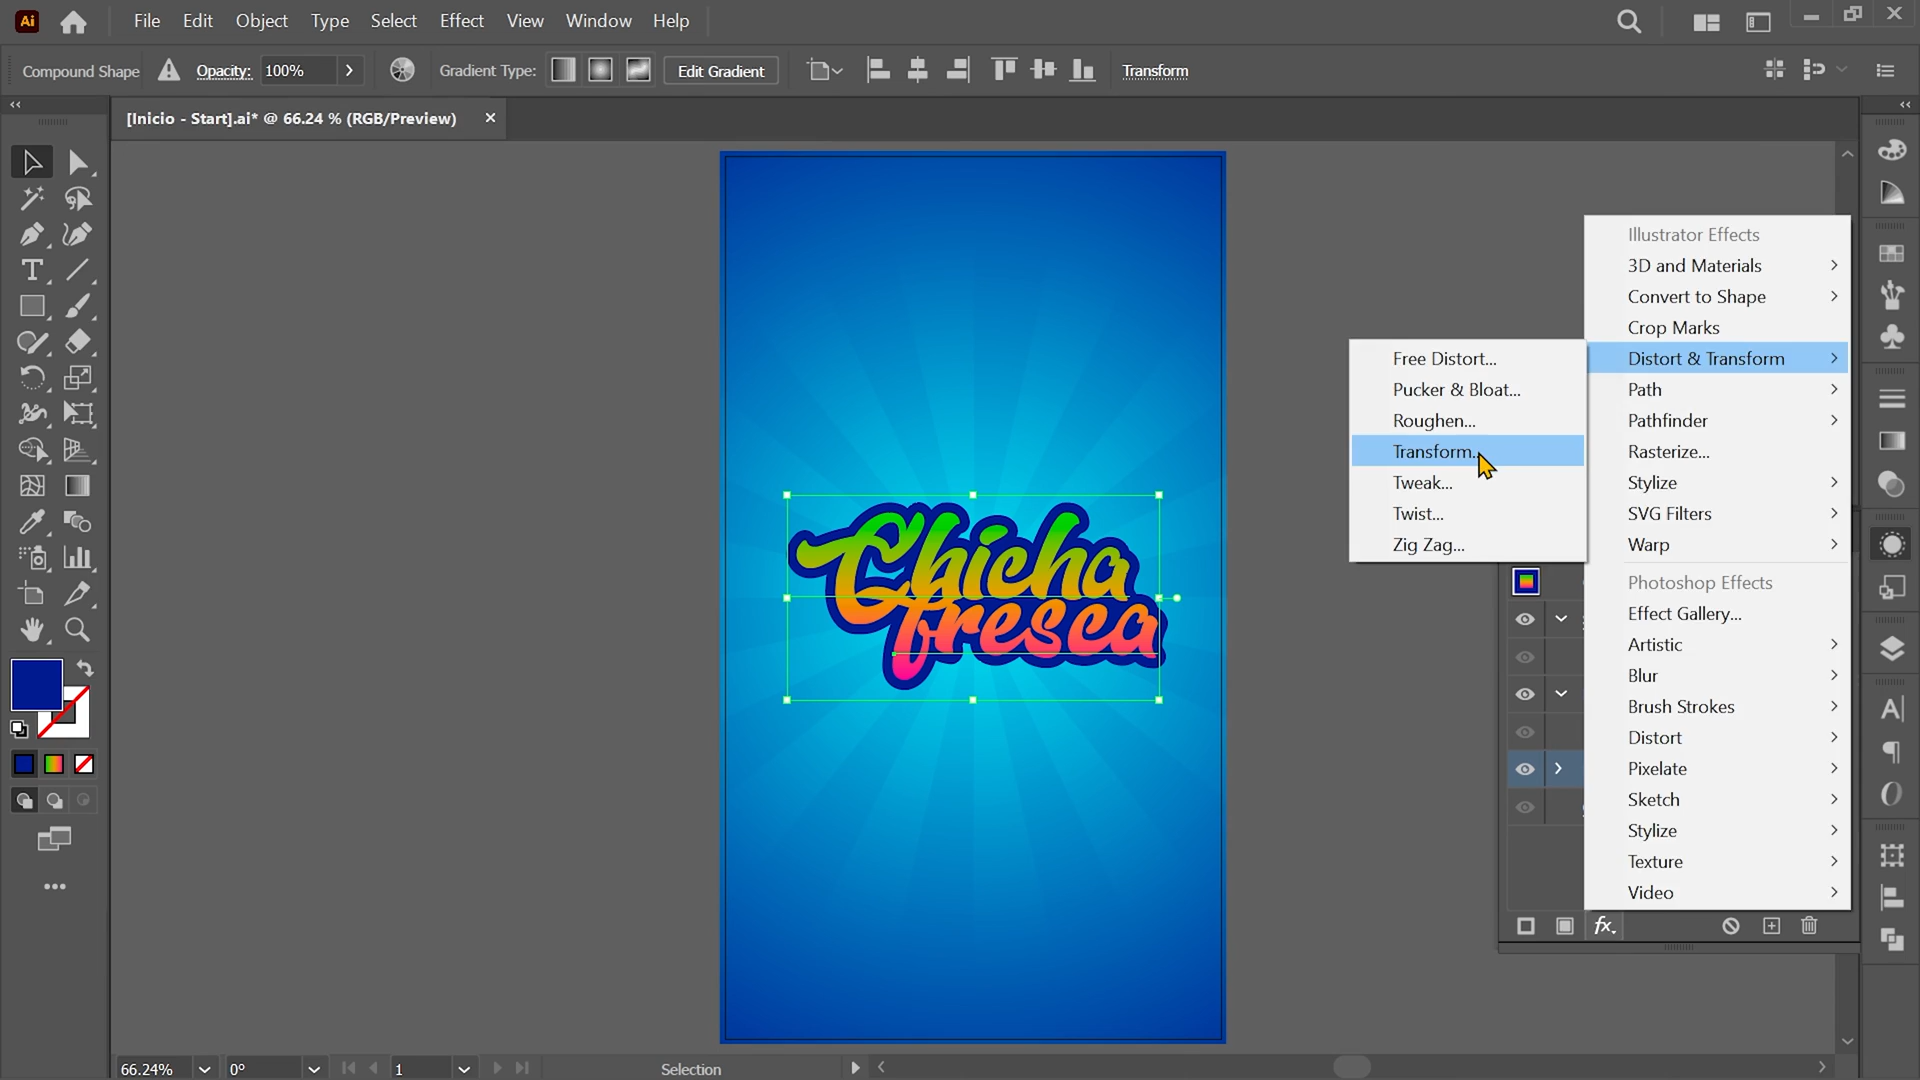 Ai
File Edit Object Type Select Effect View Window Help
Compound Shape Opacity: 100% Gradient Type: Edit Gradient Transform
[Inicio - Start].ai* @ 66.24 % (RGB/Preview)
Illustrator Effects
3D and Materials
Convert to Shape
Crop Marks
Distort & Transform
Path
Pathfinder
Rasterize...
Stylize
SVG Filters
Warp
Photoshop Effects
Effect Gallery...
Artistic
Blur
Brush Strokes
Distort
Pixelate
Sketch
Stylize
Texture
Video
Free Distort...
Pucker & Bloat...
Roughen...
Transform...
Tweak...
Twist...
Zig Zag...
Chicha
fresca
fx
66.24% 0° 1 Selection